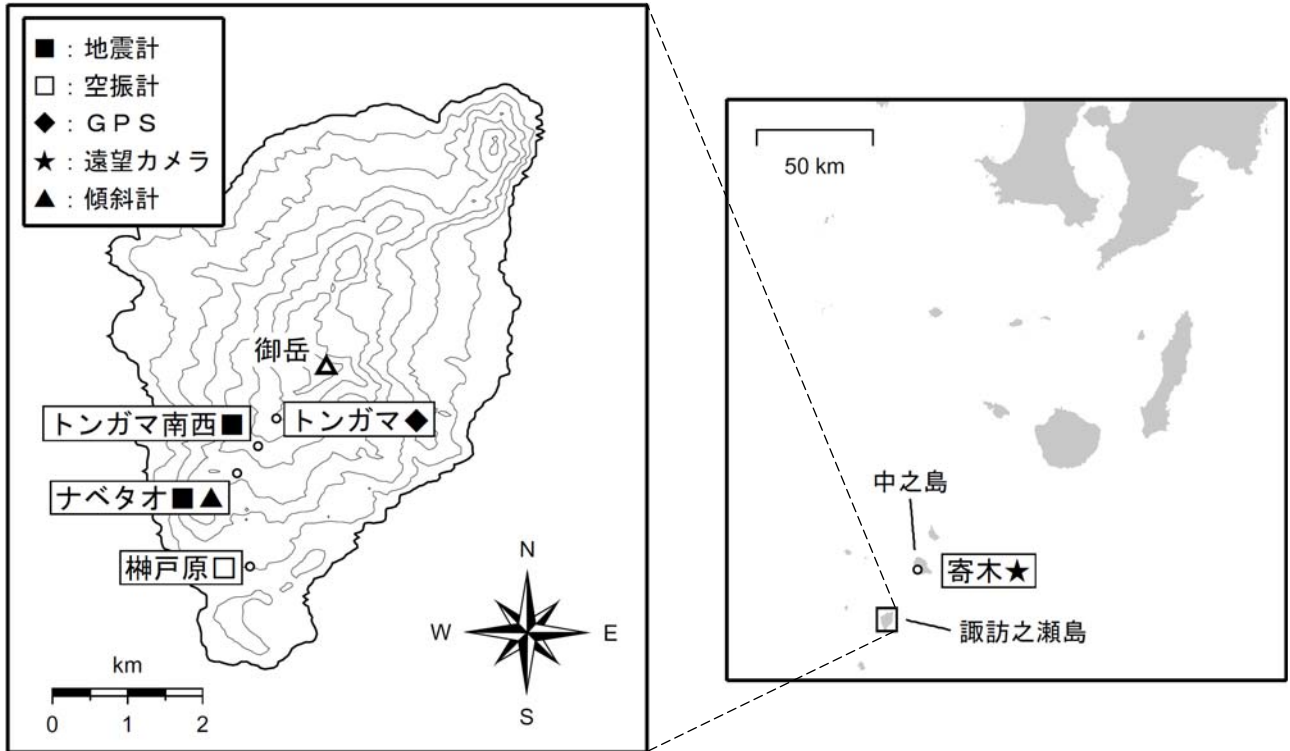 ■ : 地震計
□ : 空振計
◆ : ＧＰＳ
★ : 遠望カメラ
▲ : 傾斜計
御岳
トンガマ南西■
トンガマ◆
ナベタオ■▲
榊戸原□
N
W
E
S
km
0 1 2
50 km
中之島
寄木★
諏訪之瀬島